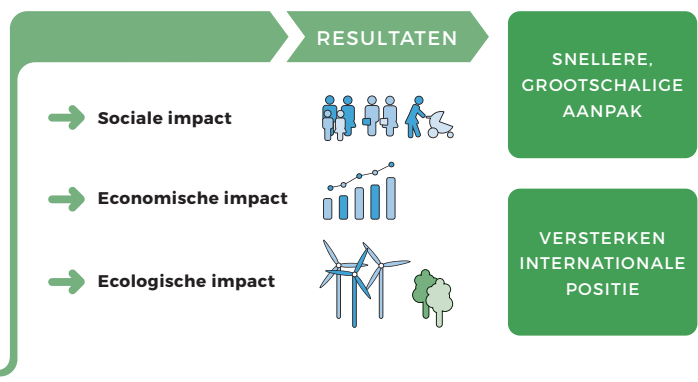 RESULTATEN
Sociale impact
Economische impact
Ecologische impact
SNELLERE,
GROOTSCHALIGE
AANPAK
VERSTERKEN
INTERNATIONALE
POSITIE